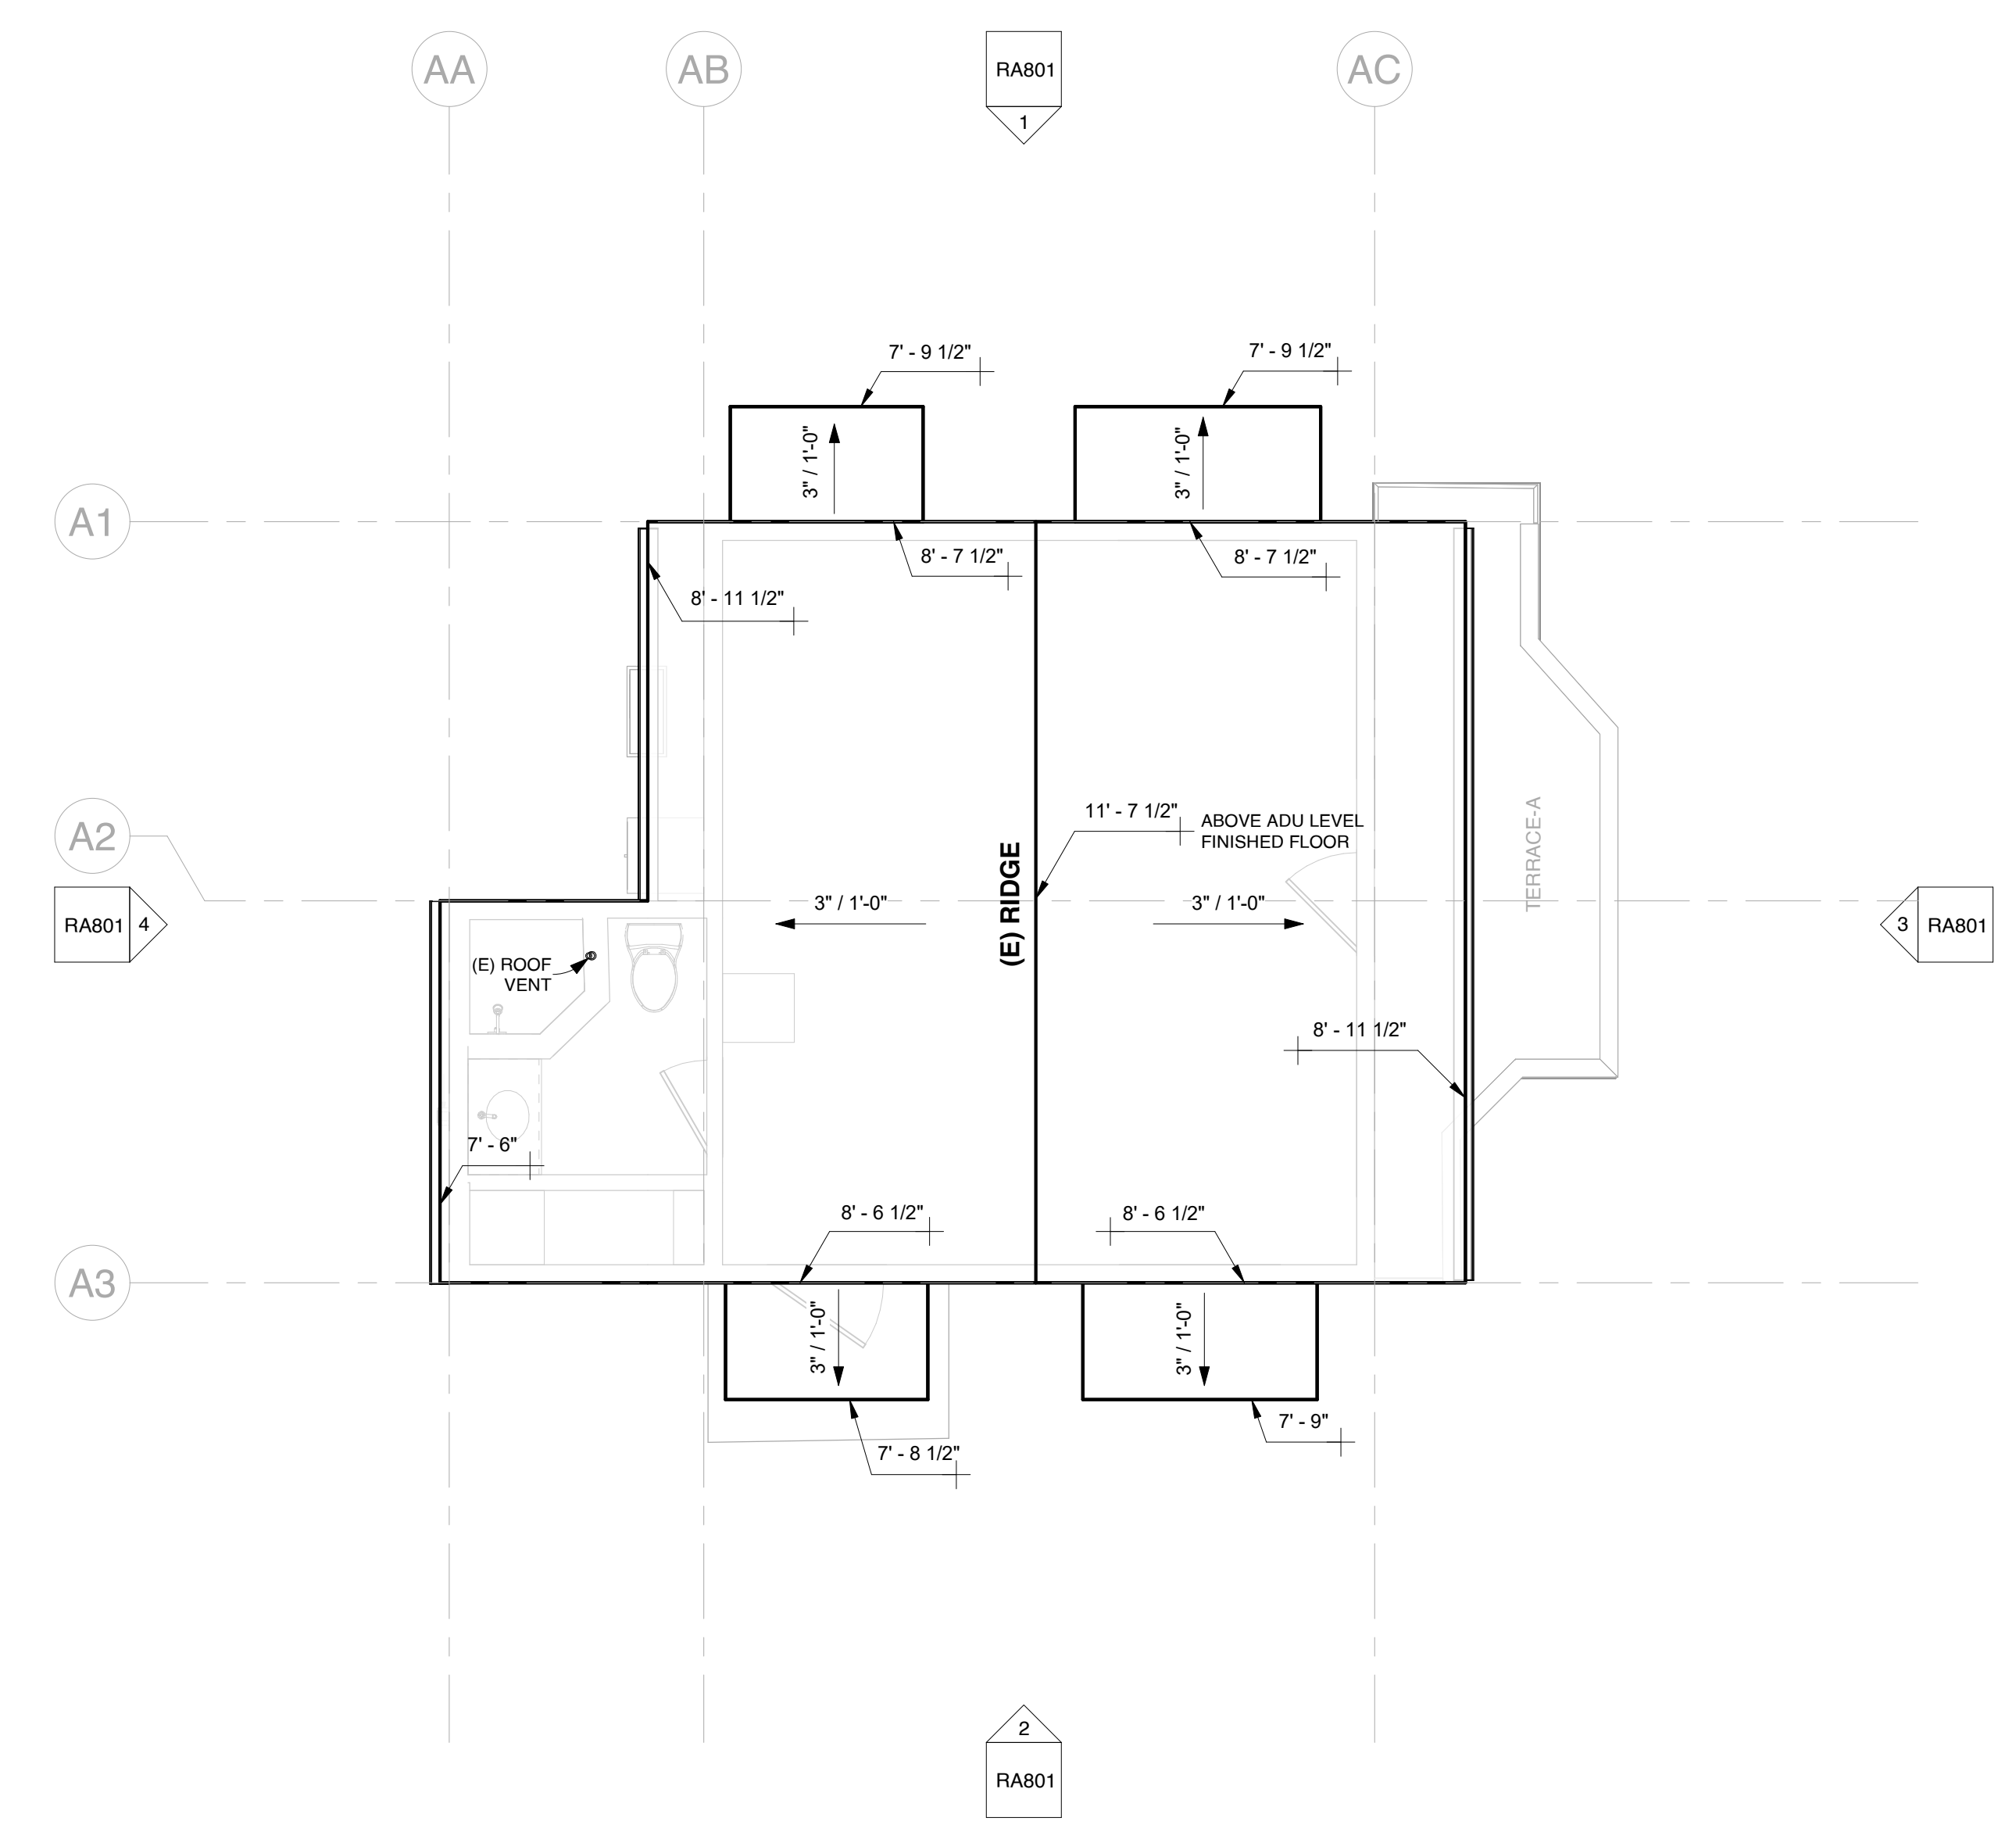 AA
AB
RA801
1
AC
7' - 9 1/2"
7' - 9 1/2"
3" / 1'-0"
3" / 1'-0"
A1
8' - 7 1/2"
8' - 7 1/2"
8' - 11 1/2"
A2
11' - 7 1/2"
ABOVE ADU LEVEL
FINISHED FLOOR
TERRACE-A
(E) RIDGE
3" / 1'-0"
3" / 1'-0"
RA801
4
3
RA801
(E) ROOF
VENT
8' - 11 1/2"
7' - 6"
8' - 6 1/2"
8' - 6 1/2"
A3
3" / 1'-0"
3" / 1'-0"
7' - 9"
7' - 8 1/2"
2
RA801